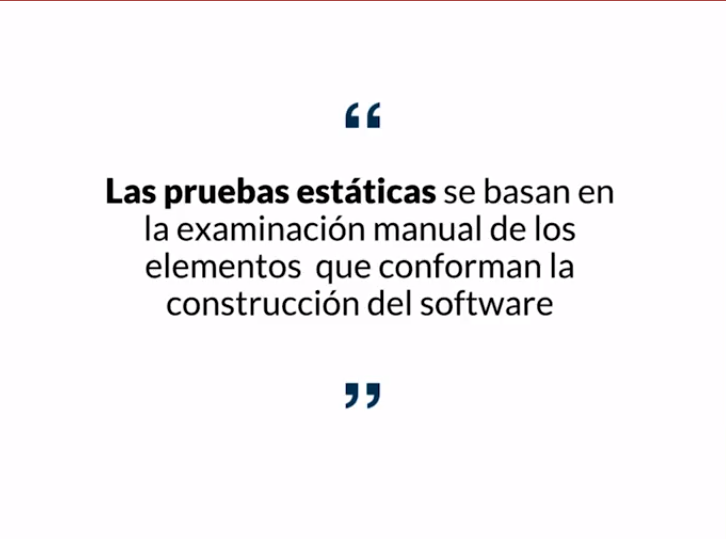 “
Las pruebas estáticas se basan en
la examinación manual de los
elementos  que conforman la
construcción del software
”